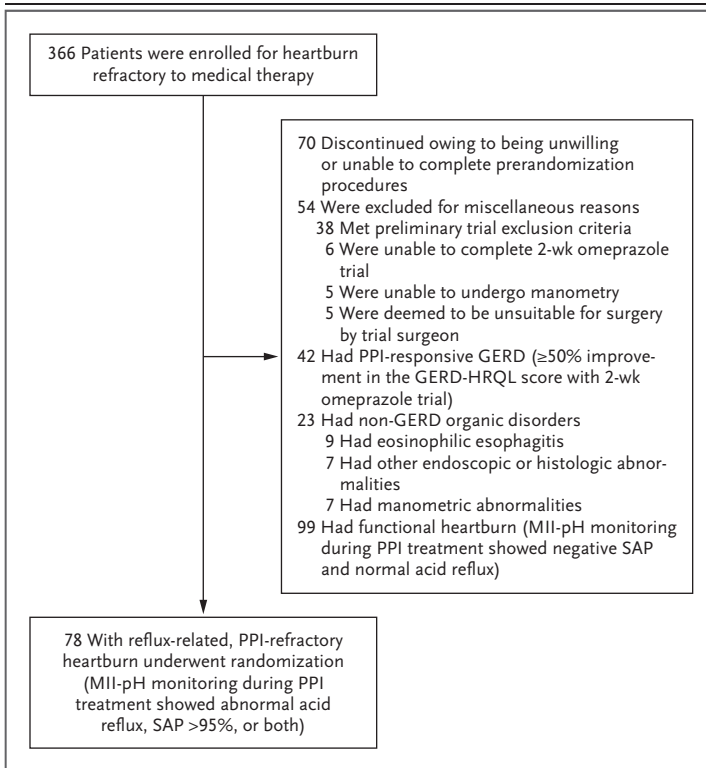 366 Patients were enrolled for heartburn
refractory to medical therapy
70 Discontinued owing to being unwilling
or unable to complete prerandomization
procedures
54 Were excluded for miscellaneous reasons
38 Met preliminary trial exclusion criteria
6 Were unable to complete 2-wk omeprazole
trial
5 Were unable to undergo manometry
5 Were deemed to be unsuitable for surgery
by trial surgeon
42 Had PPI-responsive GERD (≥50% improve-
ment in the GERD-HRQL score with 2-wk
omeprazole trial)
23 Had non-GERD organic disorders
9 Had eosinophilic esophagitis
7 Had other endoscopic or histologic abnor-
malities
7 Had manometric abnormalities
99 Had functional heartburn (MII-pH monitoring
during PPI treatment showed negative SAP
and normal acid reflux)
78 With reflux-related, PPI-refractory
heartburn underwent randomization
(MII-pH monitoring during PPI
treatment showed abnormal acid
reflux, SAP >95%, or both)